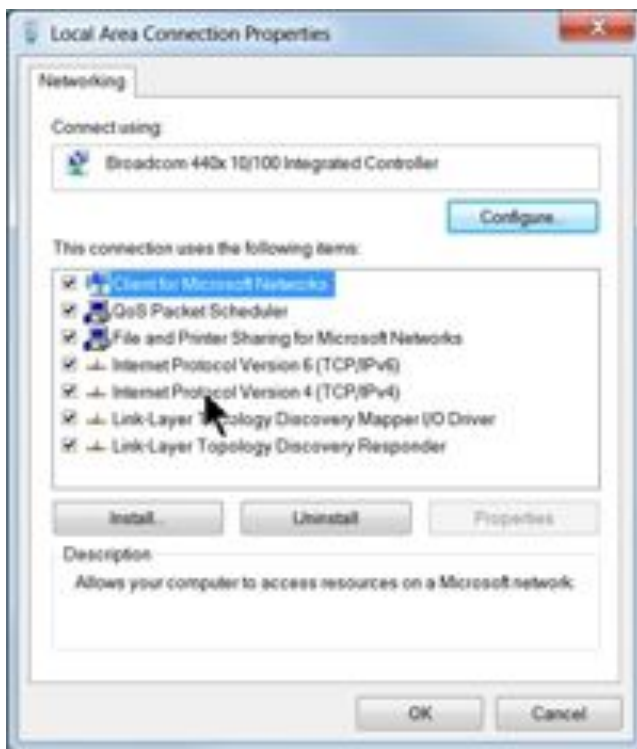 Local Area Connection Properties
Networking
Connect using:
Broadcom 440x 10/100 Integrated Controller
Configure...
This connection uses the following items:
Client for Microsoft Networks
QoS Packet Scheduler
File and Printer Sharing for Microsoft Networks
Internet Protocol Version 6 (TCP/IPv6)
Internet Protocol Version 4 (TCP/IPv4)
Link-Layer Topology Discovery Mapper I/O Driver
Link-Layer Topology Discovery Responder
Install...
Uninstall
Properties
Description
Allows your computer to access resources on a Microsoft network.
OK
Cancel